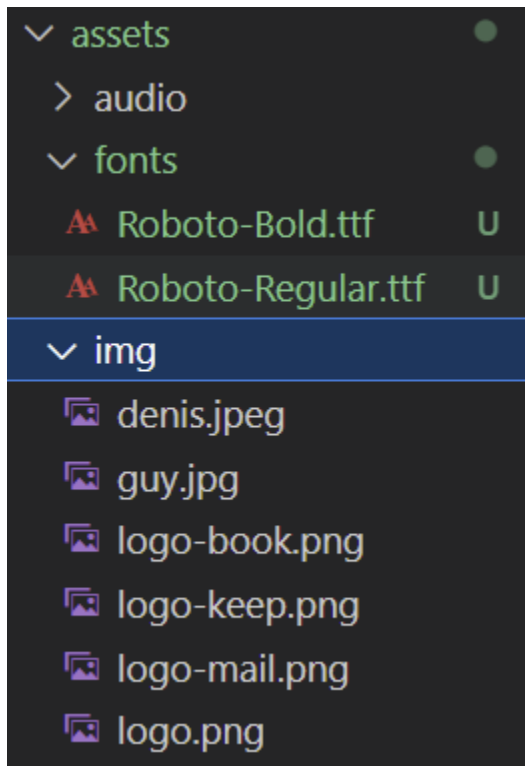 assets
audio
fonts
Roboto-Bold.ttf U
Roboto-Regular.ttf U
img
denis.jpeg
guy.jpg
logo-book.png
logo-keep.png
logo-mail.png
logo.png